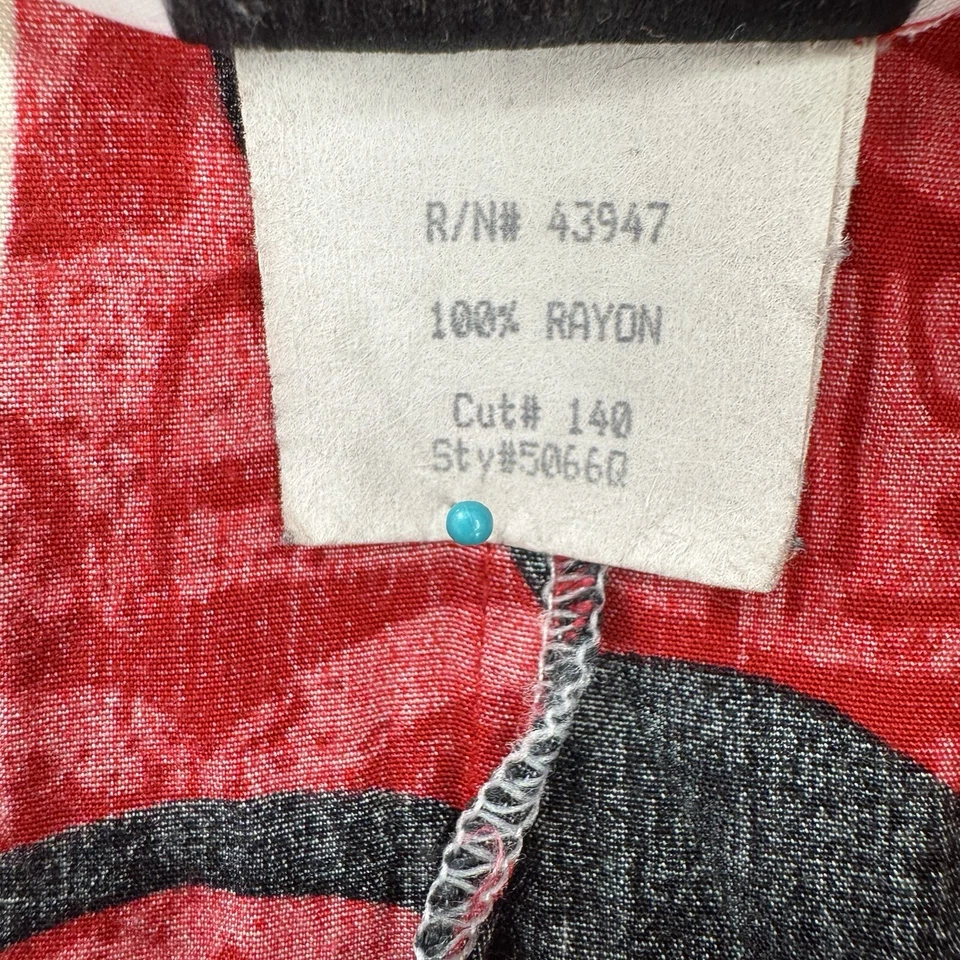 R/N# 43947
100% RAYON
Cut# 140
Sty#5066Q